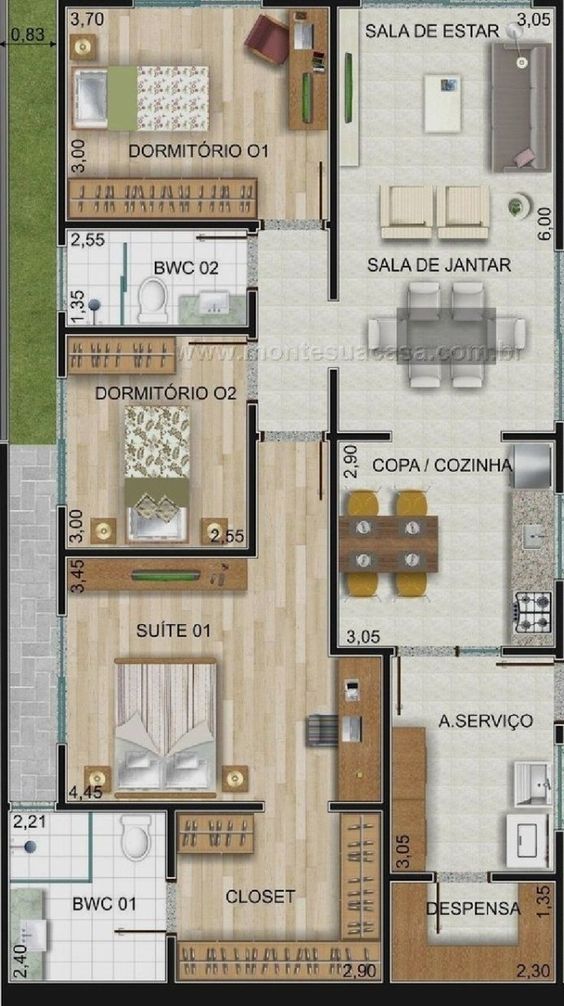 0,83
3,70
SALA DE ESTAR
3,05
DORMITÓRIO O1
3,00
6,00
2,55
BWC 02
1,35
SALA DE JANTAR
www.montesuacasa.com.br
DORMITÓRIO O2
3,00
2,55
2,90
COPA / COZINHA
3,05
3,45
SUÍTE 01
4,45
A.SERVIÇO
3,05
2,21
BWC 01
2,40
CLOSET
2,90
DESPENSA
1,35
2,30